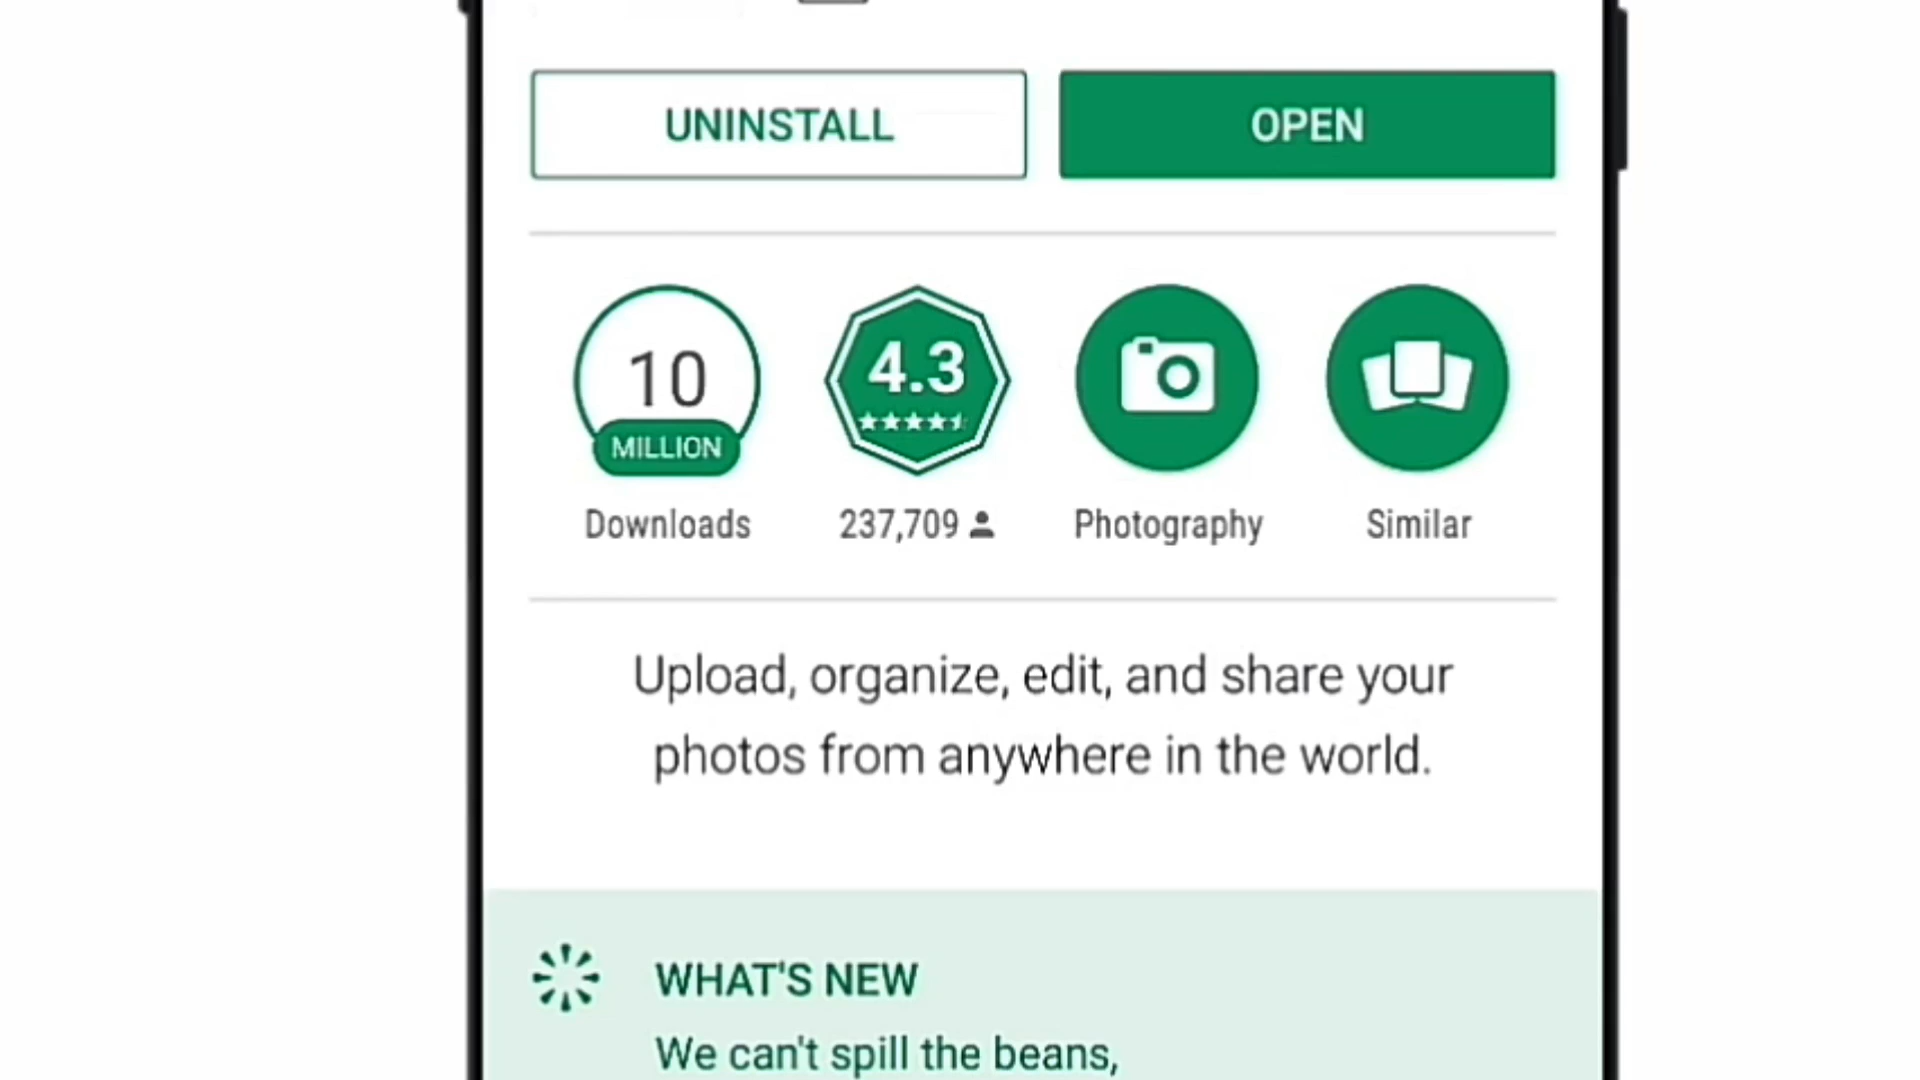 UNINSTALL
OPEN
10
MILLION
Downloads
4.3
237,709
Photography
Similar
Upload, organize, edit, and share your
photos from anywhere in the world.
WHAT'S NEW
We can't spill the beans,